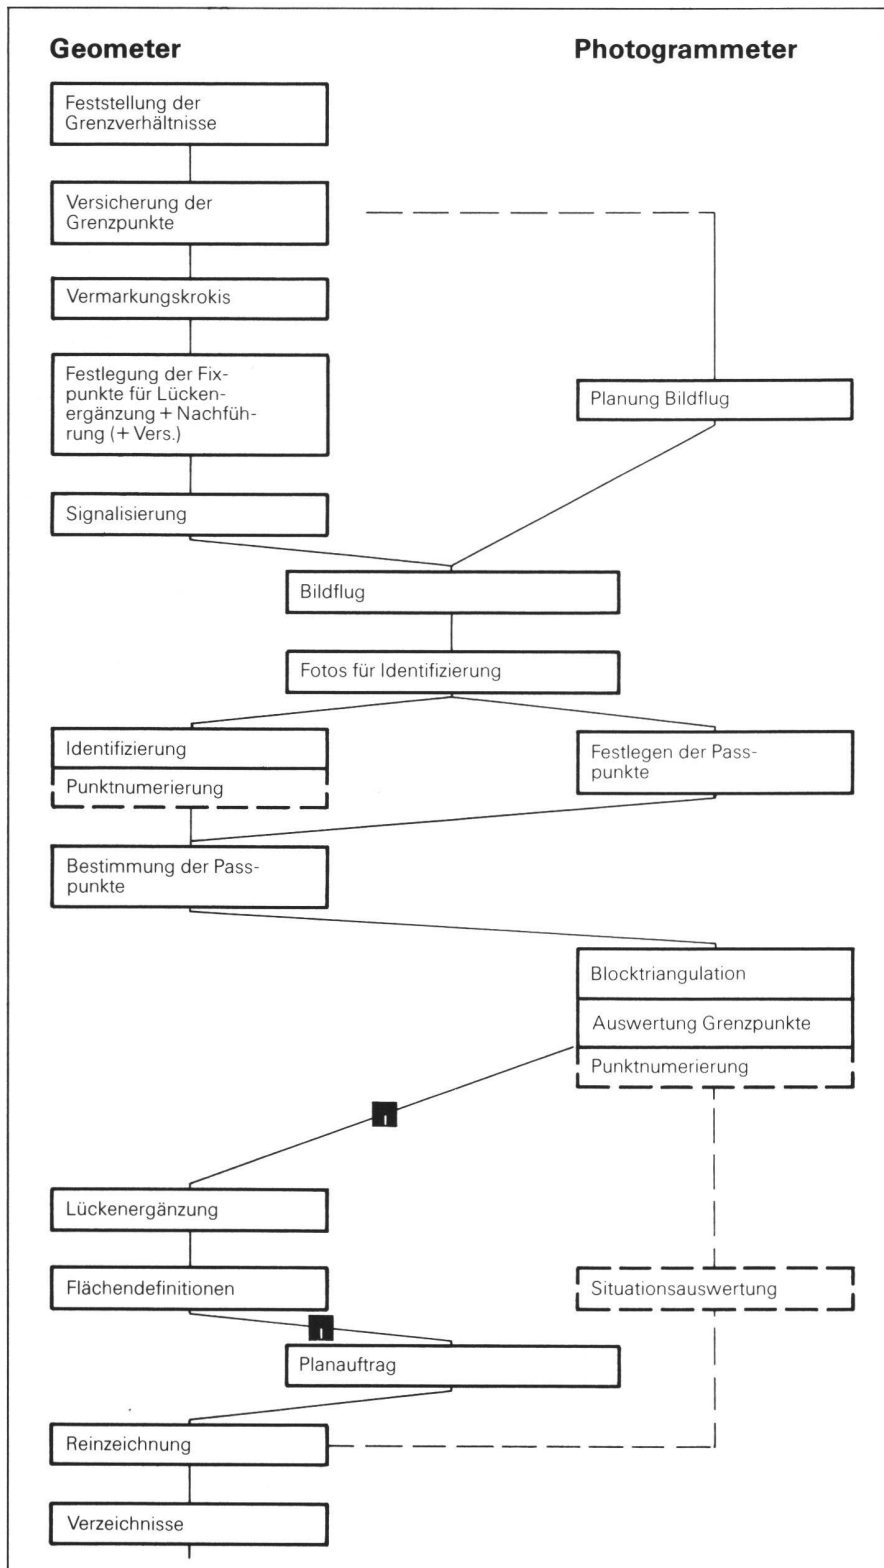 Geometer
Photogrammeter
Feststellung der
Grenzverhältnisse
Versicherung der
Grenzpunkte
Vermarkungskrokis
Festlegung der Fix-
punkte für Lücken-
ergänzung + Nachfüh-
rung (+ Vers.)
Planung Bildflug
Signalisierung
Bildflug
Fotos für Identifizierung
Identifizierung
Punktnumerierung
Festlegen der Pass-
punkte
Bestimmung der Pass-
punkte
Blocktriangulation
Auswertung Grenzpunkte
Punktnumerierung
Lückenergänzung
Flächendefinitionen
Situationsauswertung
Planauftrag
Reinzeichnung
Verzeichnisse